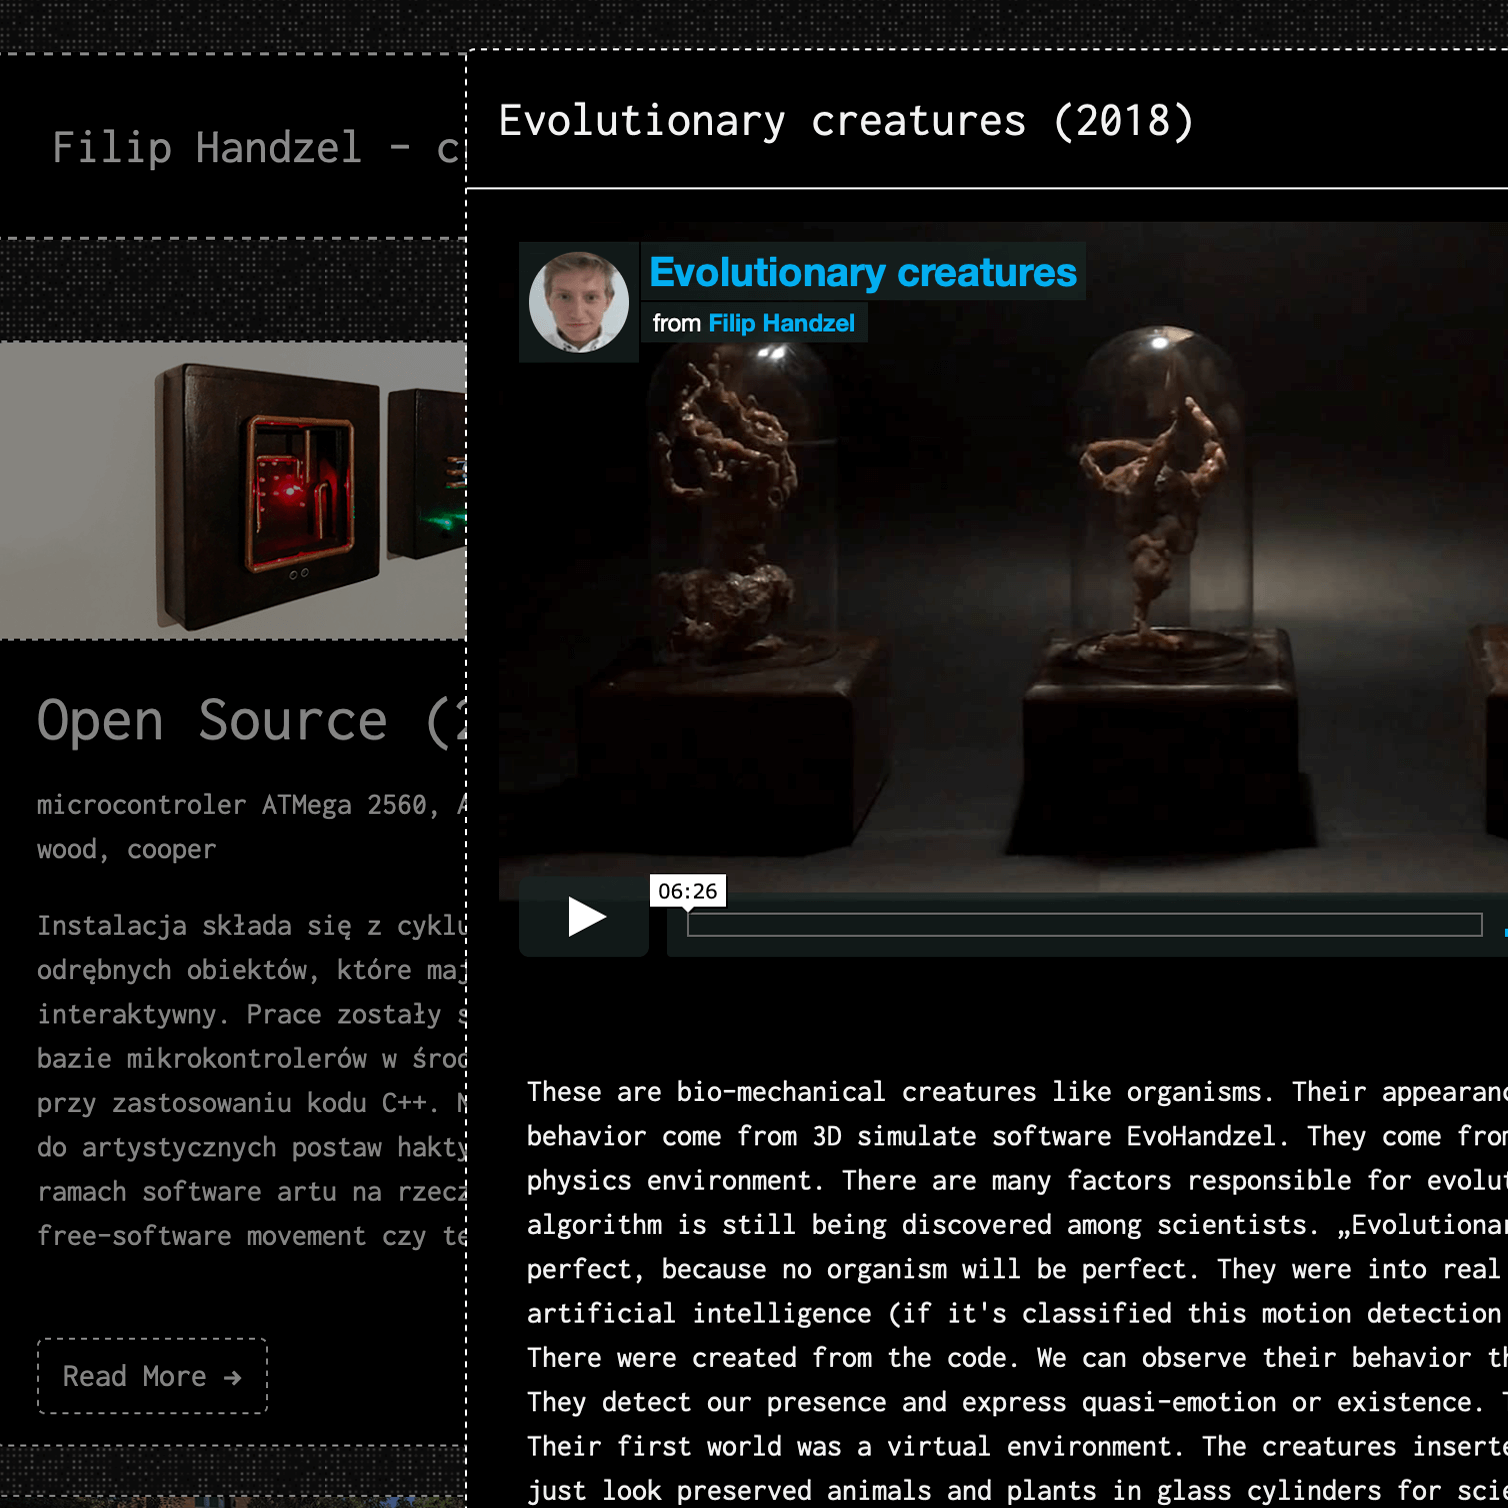 Filip Handzel - c
Open Source (2
microcontroler ATMega 2560, A
wood, cooper
Instalacja składa się z cyklu
odrębnych obiektów, które maj
interaktywny. Prace zostały s
bazie mikrokontrolerów w środ
przy zastosowaniu kodu C++. N
do artystycznych postaw hakty
ramach software artu na rzecz
free-software movement czy te
Read More →
Evolutionary creatures (2018)
Evolutionary creatures
from Filip Handzel
06:26
These are bio-mechanical creatures like organisms. Their appearanc
behavior come from 3D simulate software EvoHandzel. They come from
physics environment. There are many factors responsible for evolut
algorithm is still being discovered among scientists. „Evolutionar
perfect, because no organism will be perfect. They were into real
artificial intelligence (if it's classified this motion detection
There were created from the code. We can observe their behavior th
They detect our presence and express quasi-emotion or existence. T
Their first world was a virtual environment. The creatures inserte
just look preserved animals and plants in glass cylinders for sci